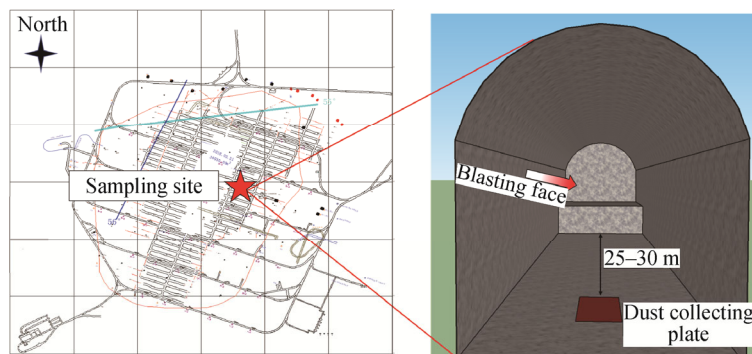 North
Sampling site
Blasting face
25–30 m
Dust collecting
plate